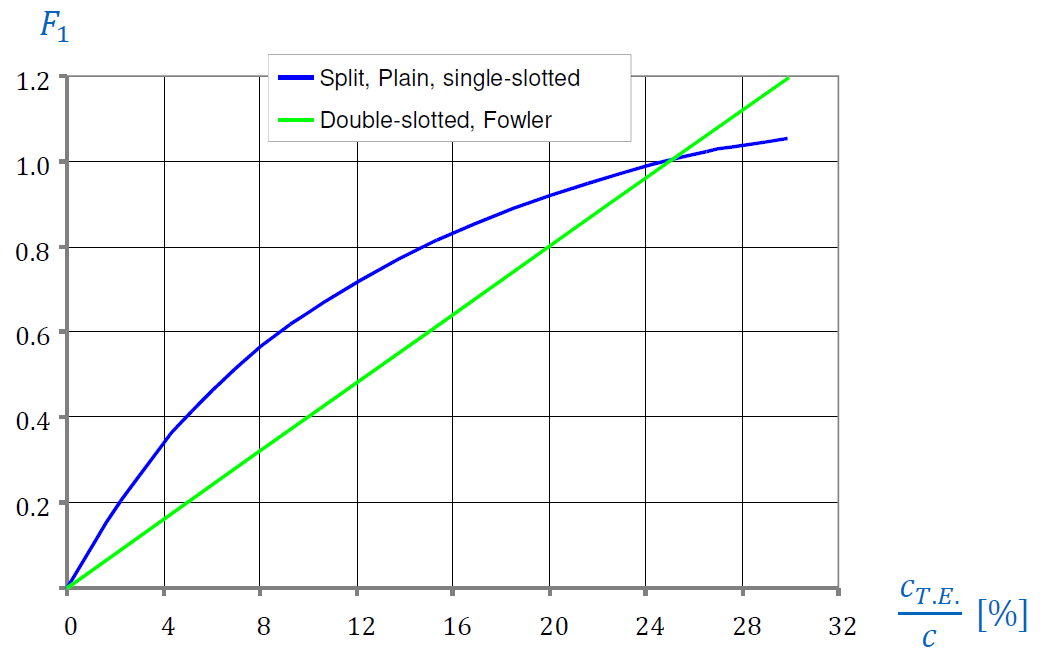 F₁
1.2
Split, Plain, single-slotted
Double-slotted, Fowler
1.0
0.8
0.6
0.4
0.2
0 4 8 12 16 20 24 28 32
c_T.E./c [%]